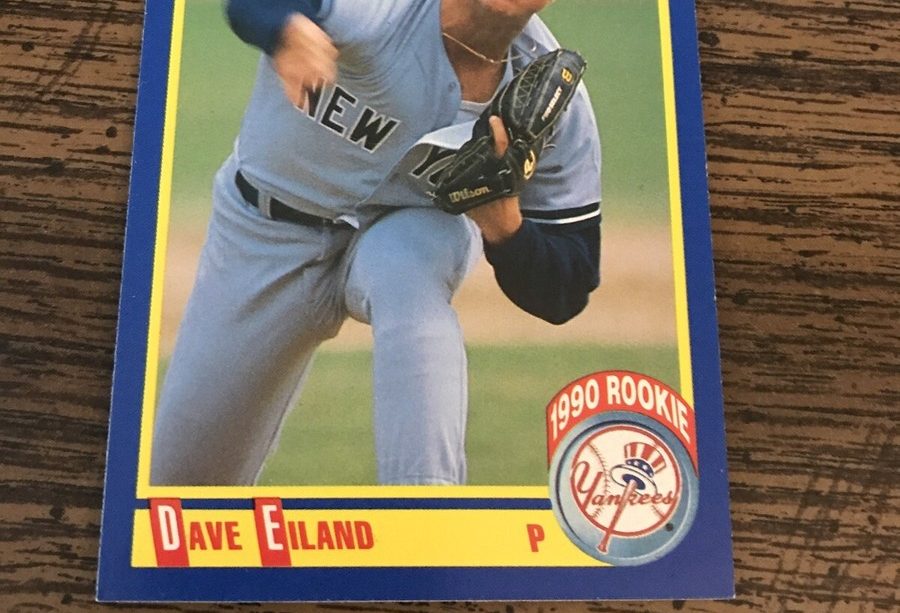 NEW Y
Wilson
1990 ROOKIE
Yankees
DAVE EILAND P